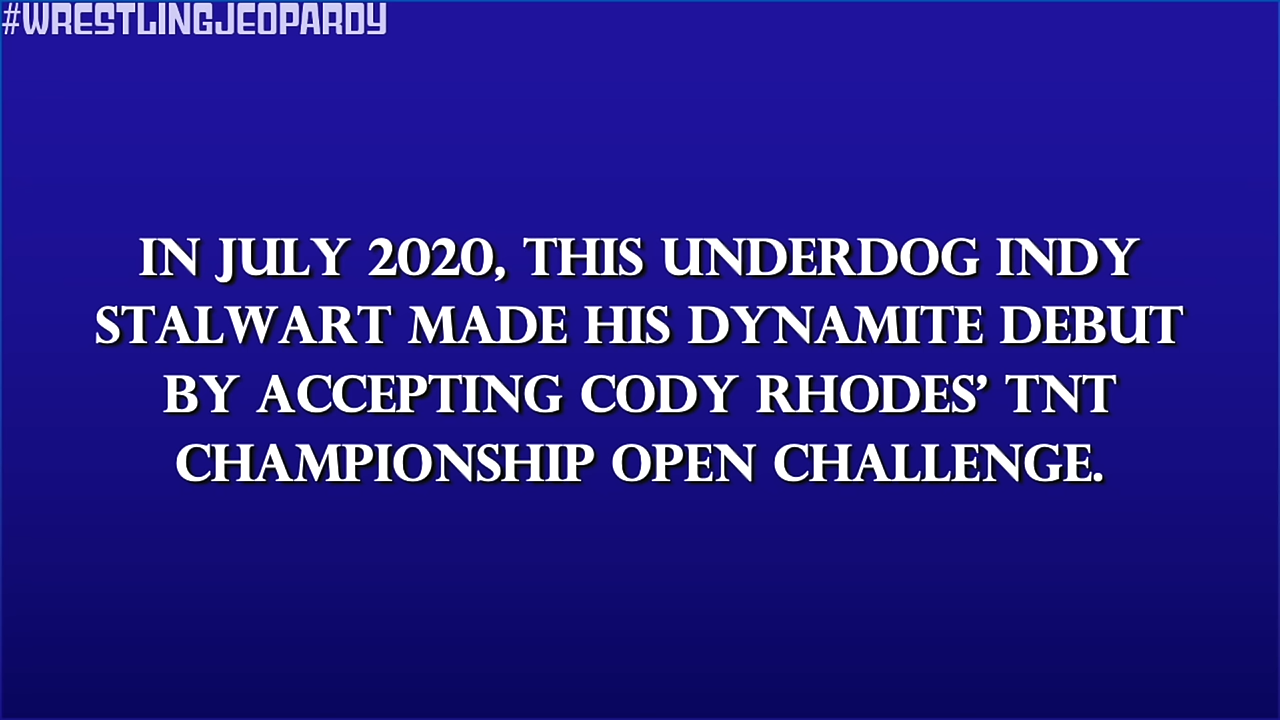 #WRESTLINGJEOPARDY
IN JULY 2020, THIS UNDERDOG INDY
STALWART MADE HIS DYNAMITE DEBUT
BY ACCEPTING CODY RHODES' TNT
CHAMPIONSHIP OPEN CHALLENGE.